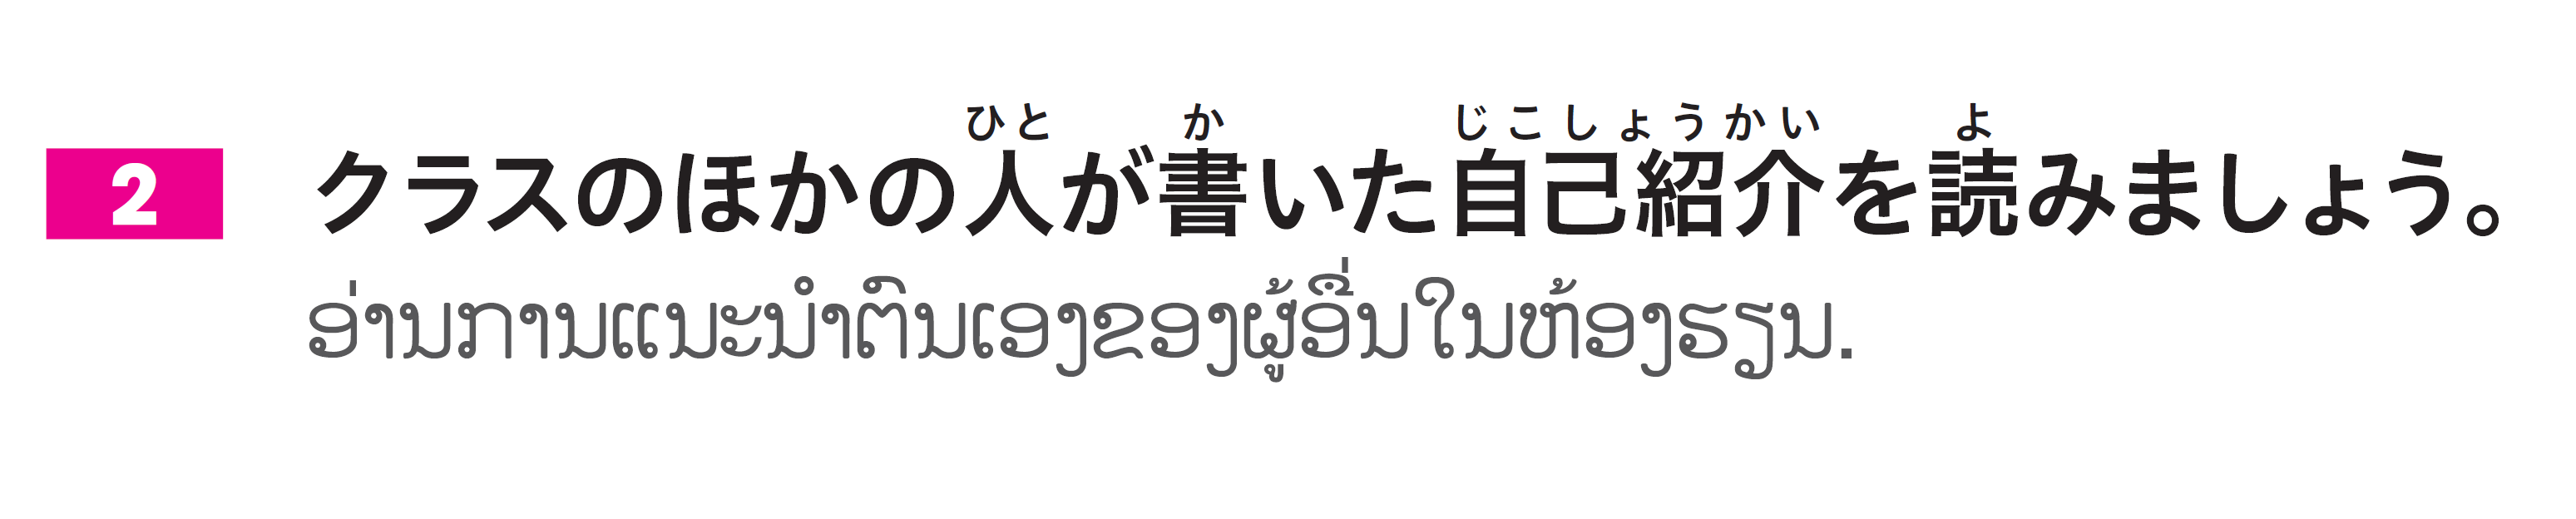 2 クラスのほかの人が書いた自己紹介を読みましょう。
ひと か じこしょうかい よ
ອ່ານການແນະນຳຕົນເອງຂອງຜູ້ອື່ນໃນຫ້ອງຮຽນ.